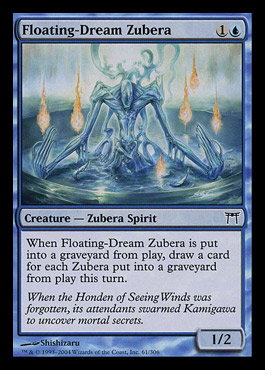 Floating-Dream Zubera 1
Creature — Zubera Spirit
When Floating-Dream Zubera is put
into a graveyard from play, draw a card
for each Zubera put into a graveyard
from play this turn.
When the Honden of Seeing Winds was
forgotten, its attendants swarmed Kamigawa
to uncover mortal secrets.
1/2
Shishizaru
™ & © 1993-2004 Wizards of the Coast, Inc. 61/306